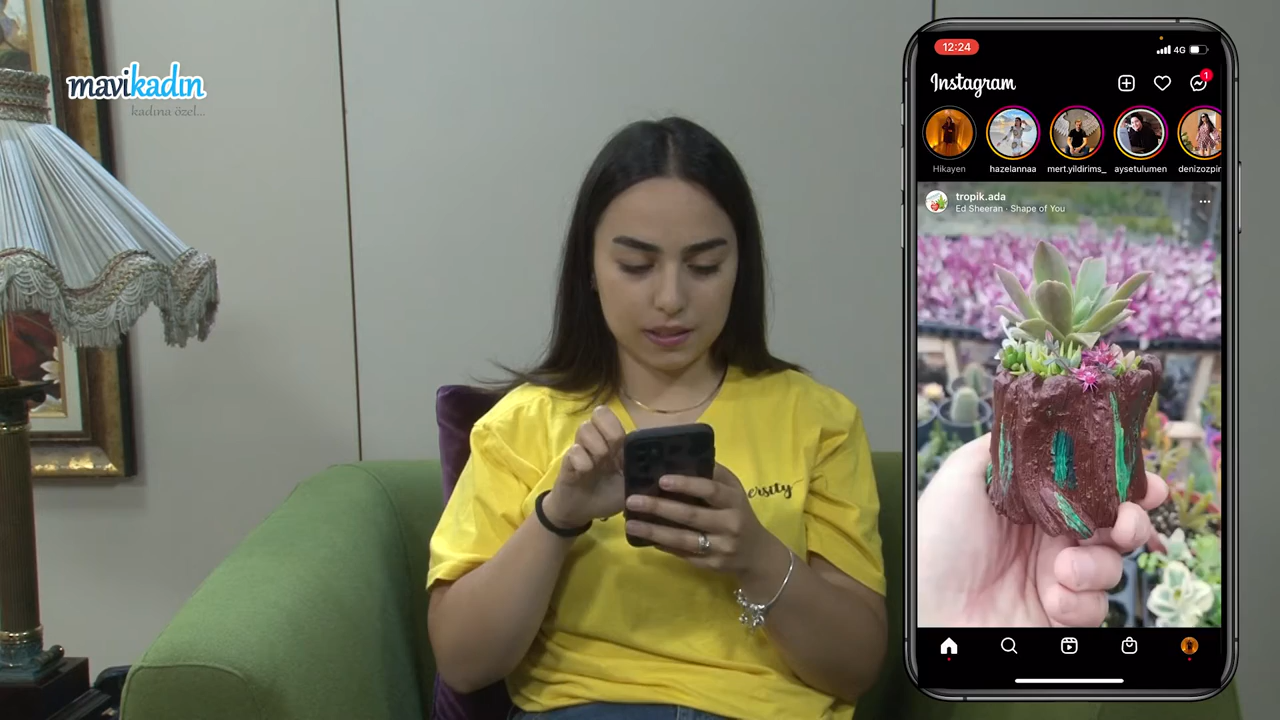 mavikadın
kadına özel...
ersity
12:24
4G
Instagram
1
Hikayen
hazelannaa
mert.yildirims_
aysetulumen
denizozpir
tropik.ada
Ed Sheeran · Shape of You